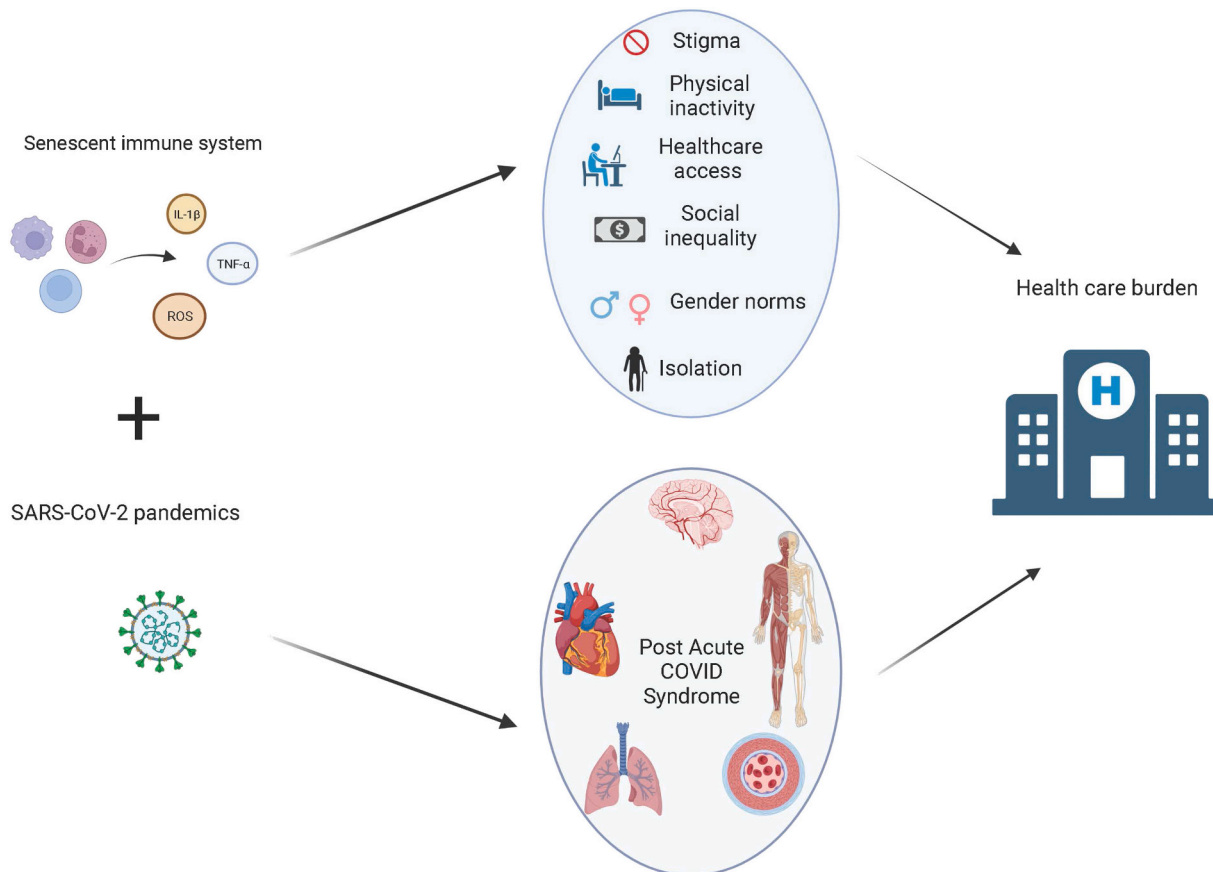 Senescent immune system
IL-1β
TNF-α
ROS
+
SARS-CoV-2 pandemics
Stigma
Physical
inactivity
Healthcare
access
$
Social
inequality
Gender norms
Isolation
Post Acute
COVID
Syndrome
Health care burden
H